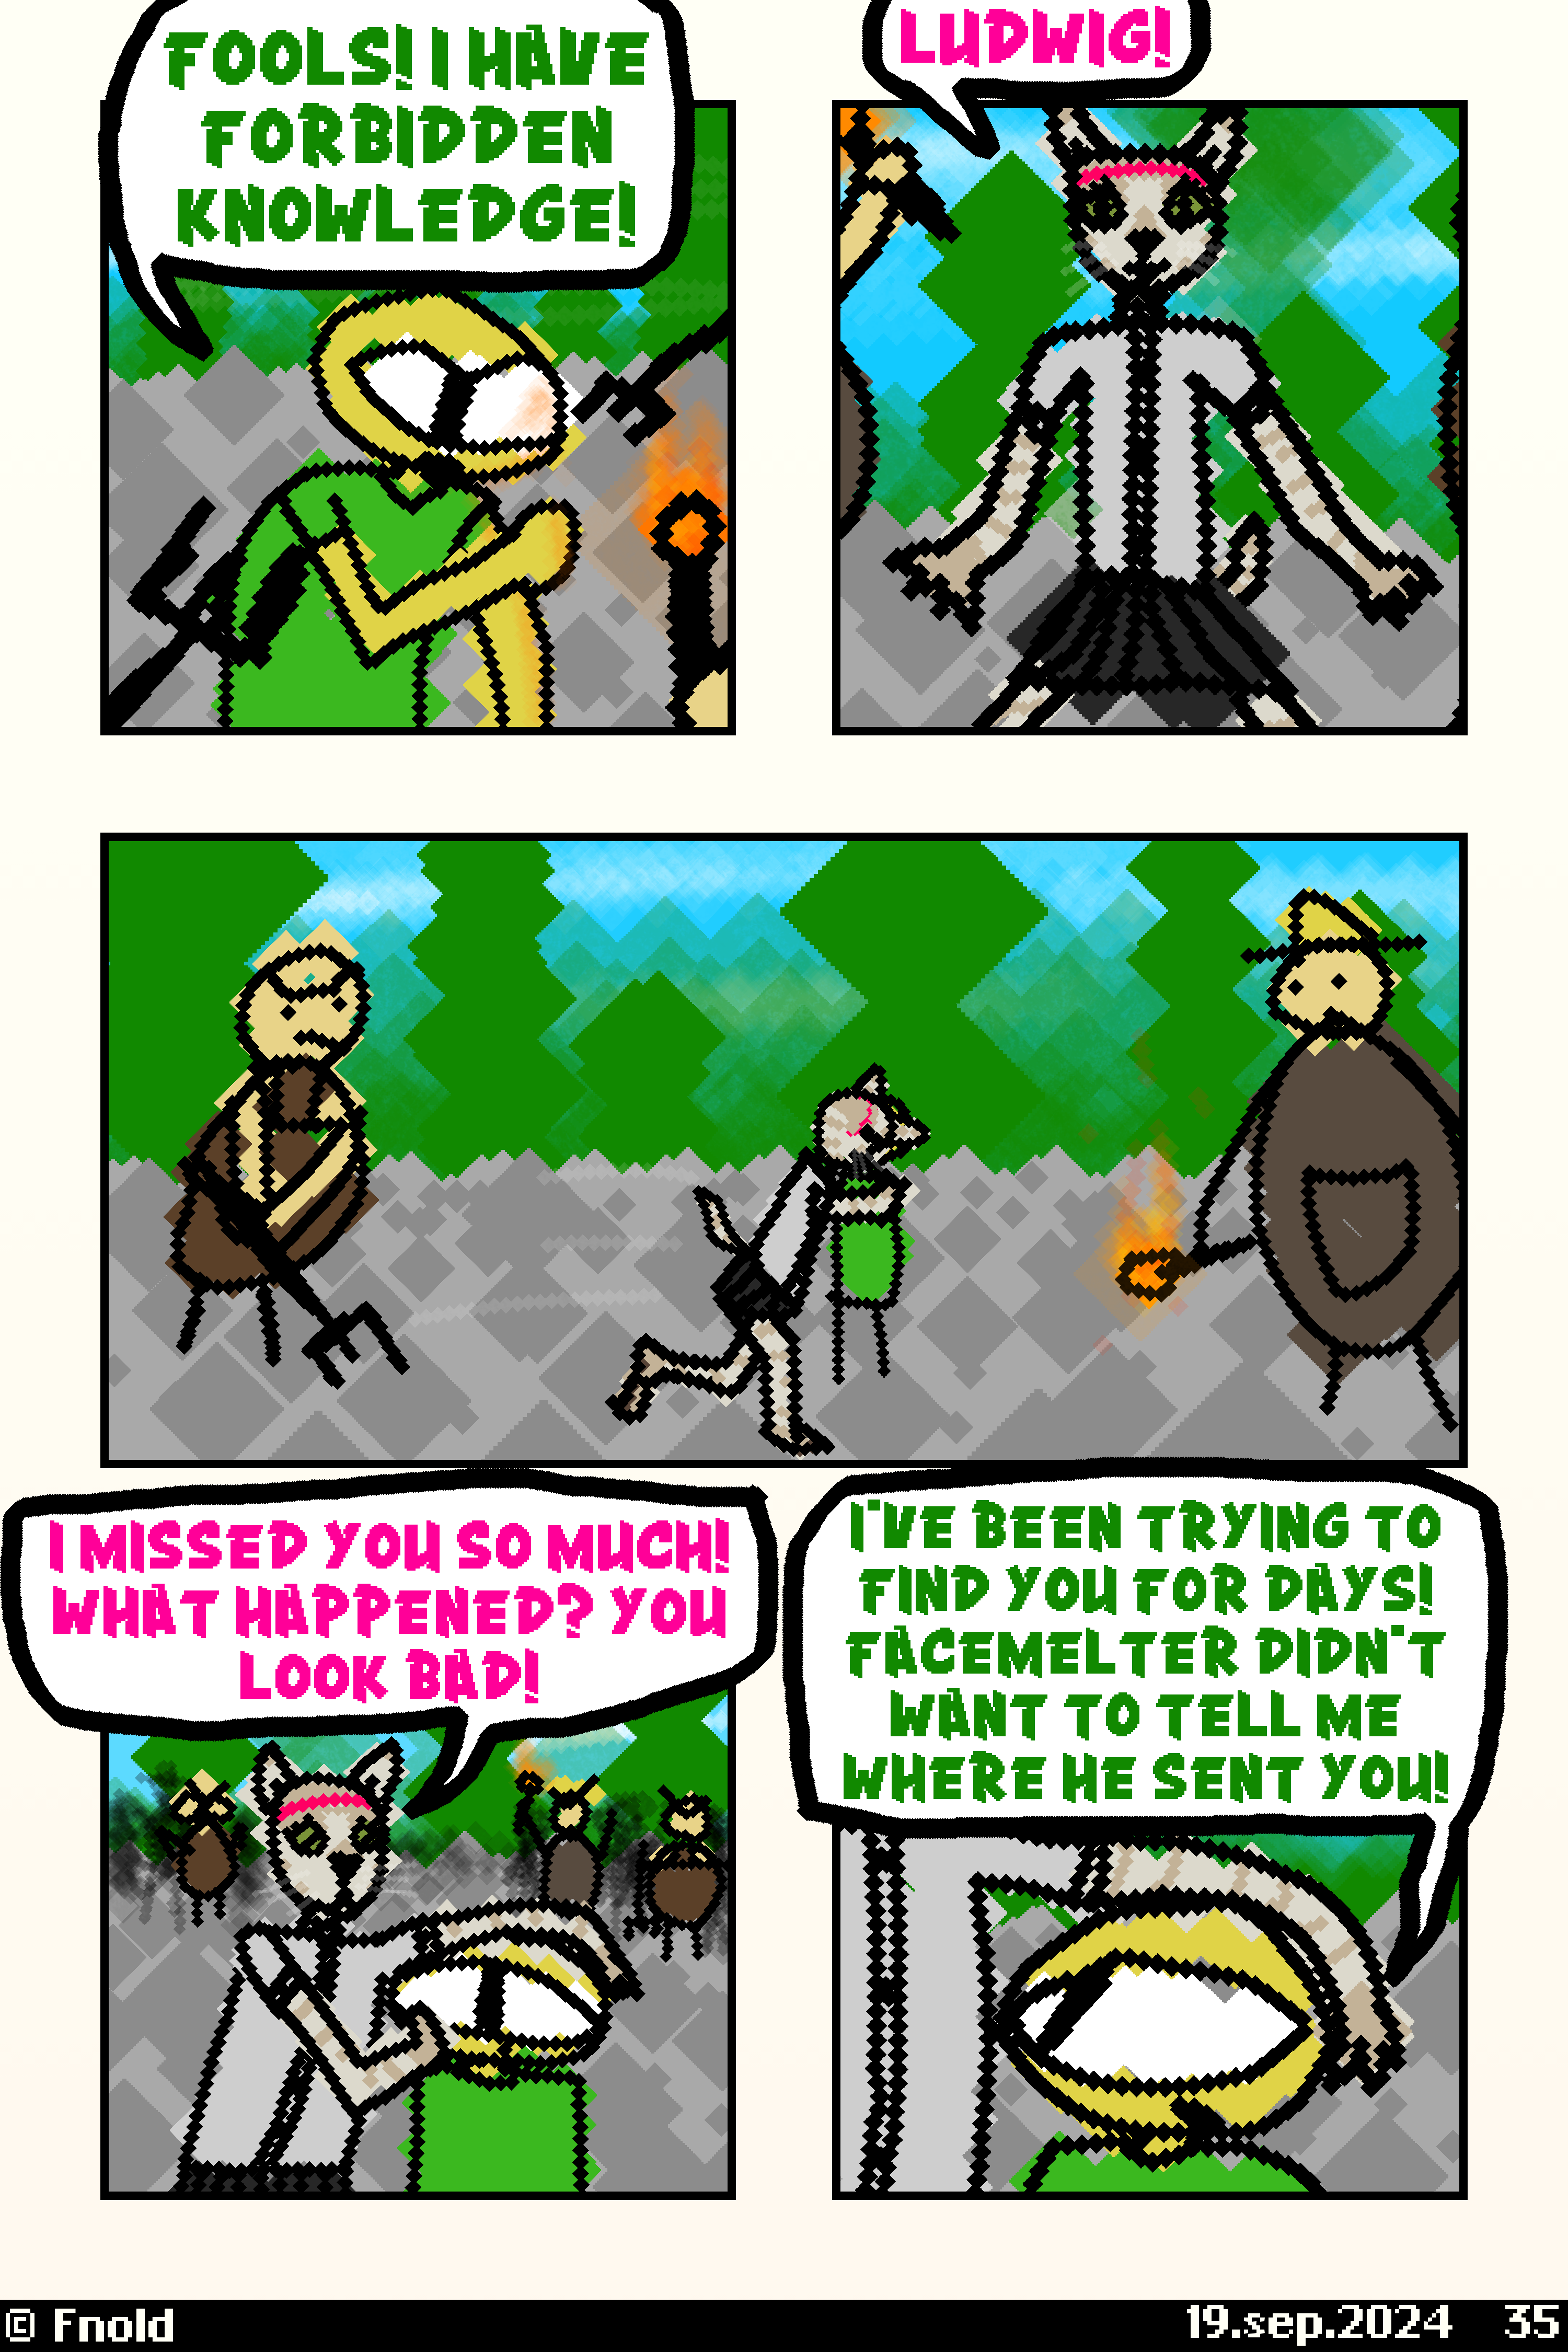 FOOLS! I HAVE
FORBIDDEN
KNOWLEDGE!
LUDWIG!
I MISSED YOU SO MUCH!
WHAT HAPPENED? YOU
LOOK BAD!
I'VE BEEN TRYING TO
FIND YOU FOR DAYS!
FACEMELTER DIDN'T
WANT TO TELL ME
WHERE HE SENT YOU!
© Fnold
19.sep.2024 35